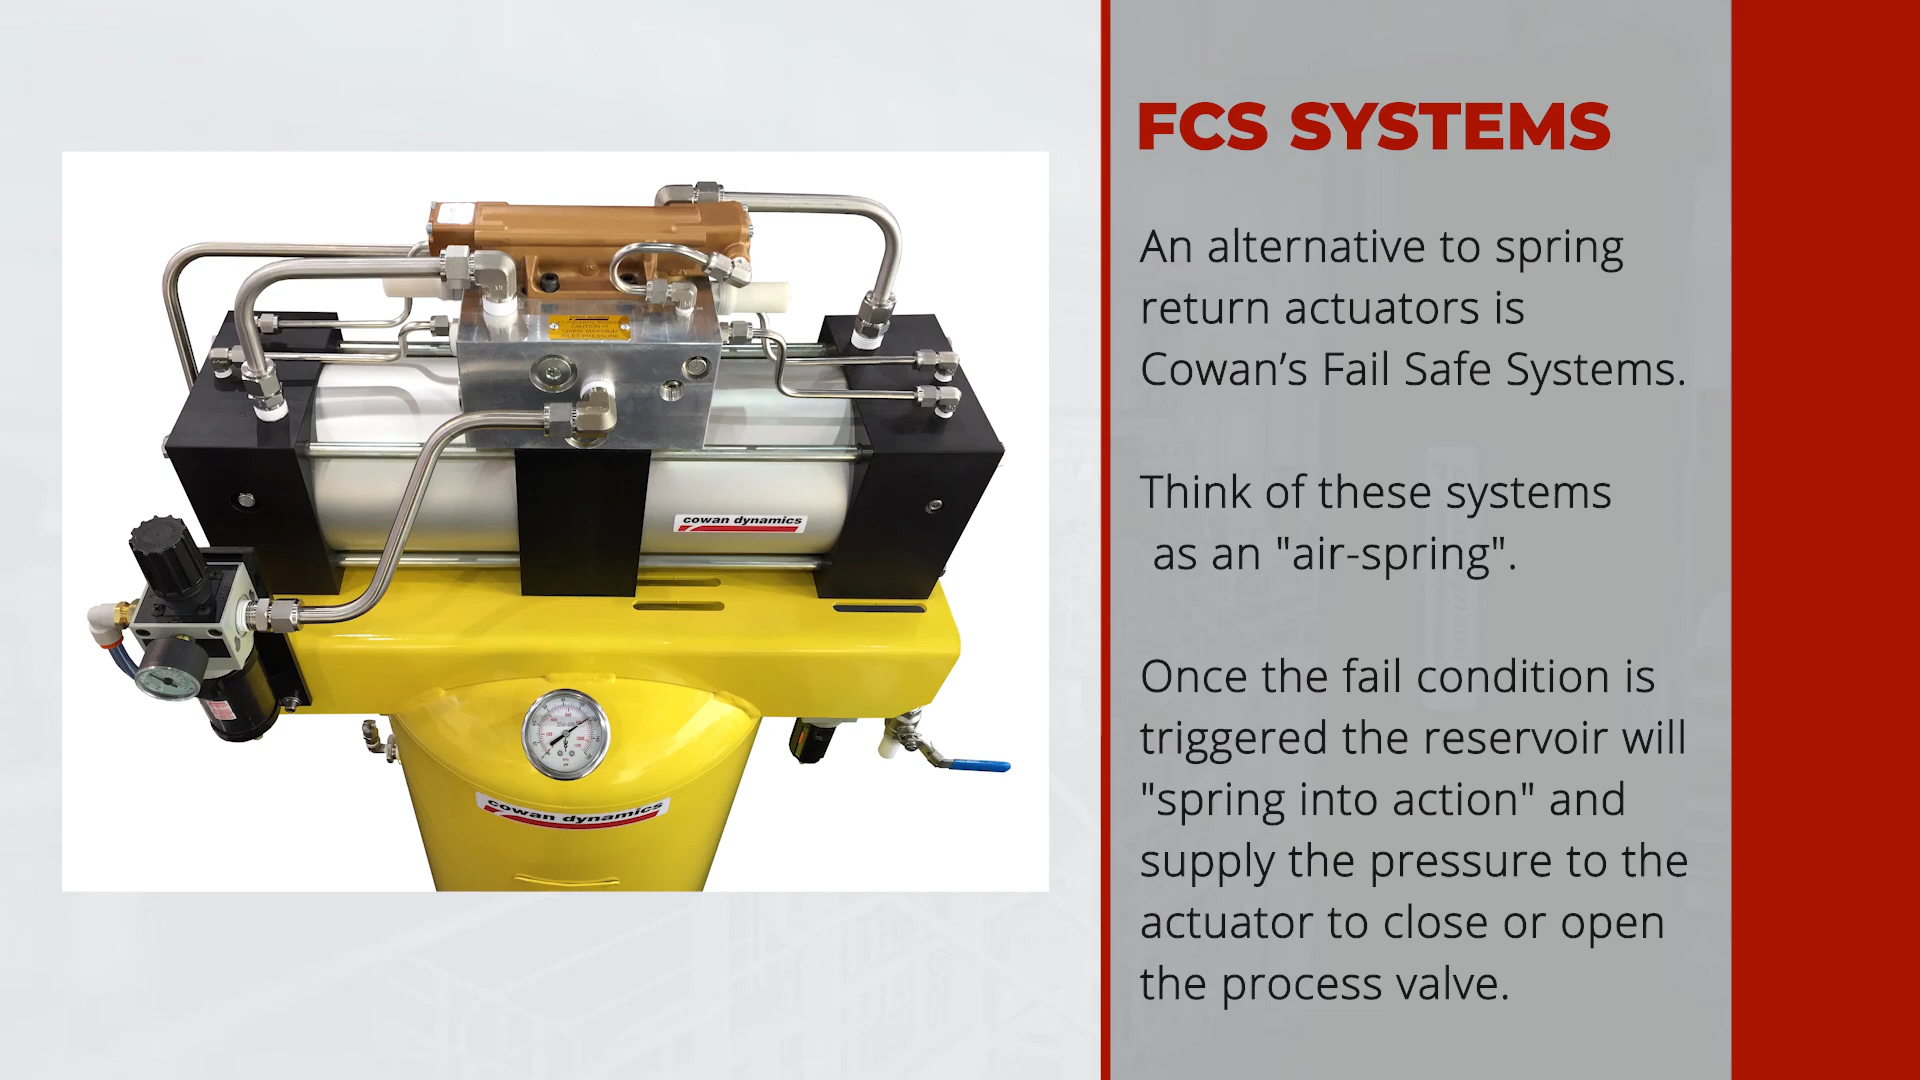 FCS SYSTEMS
An alternative to spring
return actuators is
Cowan’s Fail Safe Systems.
Think of these systems
as an "air-spring".
Once the fail condition is
triggered the reservoir will
"spring into action" and
supply the pressure to the
actuator to close or open
the process valve.
CAUTION !!!
cowan dynamics
cowan dynamics